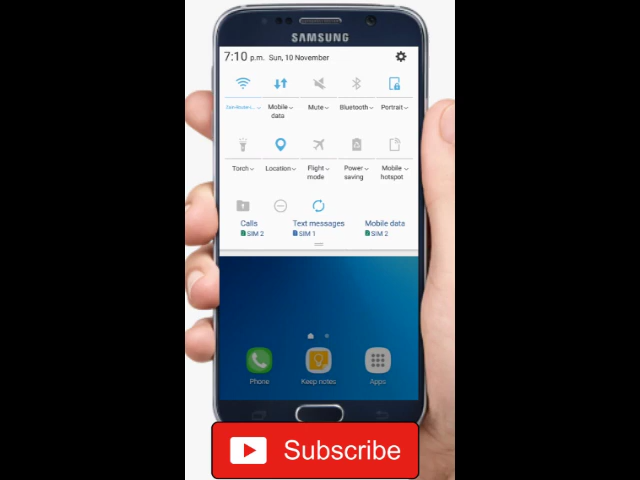 SAMSUNG
7:10 p.m. Sun, 10 November
Mobile data Mute Bluetooth Portrait
Torch Location Flight mode Power saving Mobile hotspot
Calls Text messages Mobile data
SIM 2 SIM 1 SIM 2
Phone Keep notes Apps
Subscribe